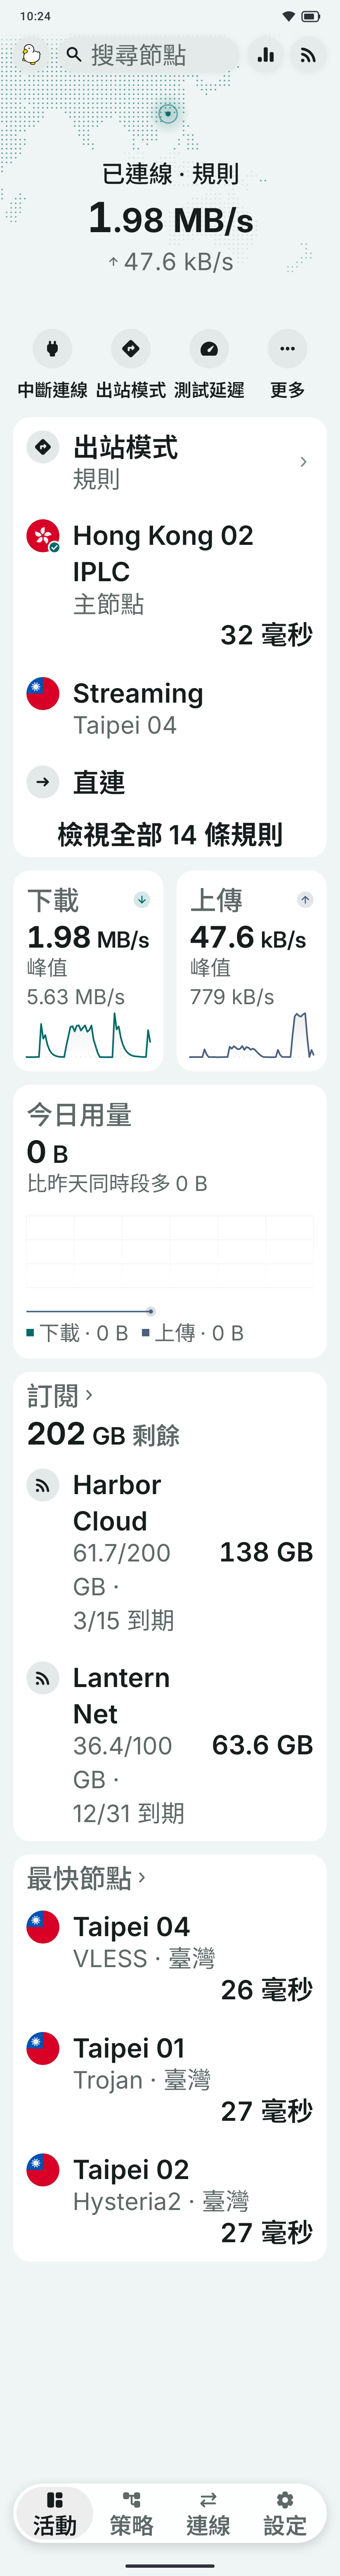 10:24
搜尋節點
已連線 · 規則
1.98 MB/s
↑ 47.6 kB/s
中斷連線 出站模式 測試延遲 更多
出站模式
規則
Hong Kong 02
IPLC
主節點
32 毫秒
Streaming
Taipei 04
直連
檢視全部 14 條規則
下載
1.98 MB/s
峰值
5.63 MB/s
上傳
47.6 kB/s
峰值
779 kB/s
今日用量
0 B
比昨天同時段多 0 B
下載 · 0 B 上傳 · 0 B
訂閱
202 GB 剩餘
Harbor
Cloud
61.7/200
GB ·
3/15 到期
138 GB
Lantern
Net
36.4/100
GB ·
12/31 到期
63.6 GB
最快節點
Taipei 04
VLESS · 臺灣
26 毫秒
Taipei 01
Trojan · 臺灣
27 毫秒
Taipei 02
Hysteria2 · 臺灣
27 毫秒
活動 策略 連線 設定